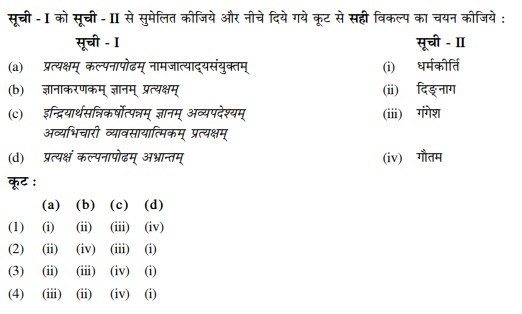 सूची - I को सूची - II से सुमेलित कीजिये और नीचे दिये गये कूट से सही विकल्प का चयन कीजिये :
सूची - I सूची - II
(a) प्रत्यक्षम् कल्पनापोढम् नामजात्याद्यसंयुक्तम् (i) धर्मकीर्ति
(b) ज्ञानाकरणकम् ज्ञानम् प्रत्यक्षम् (ii) दिङ्नाग
(c) इन्द्रियार्थसन्निकर्षोत्पन्नम् ज्ञानम् अव्यपदेश्यम् (iii) गंगेश
अव्यभिचारी व्यावसायात्मिकम् प्रत्यक्षम्
(d) प्रत्यक्षं कल्पनापोढम् अभ्रान्तम् (iv) गौतम
कूट :
(a) (b) (c) (d)
(1) (i) (ii) (iii) (iv)
(2) (ii) (iv) (iii) (i)
(3) (ii) (iii) (iv) (i)
(4) (iii) (ii) (iv) (i)